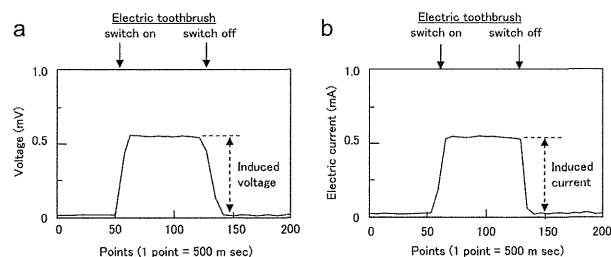 a
Electric toothbrush
switch on
switch off
1.0
0.5
0
Voltage (mV)
Induced
voltage
0
50
100
150
200
Points (1 point = 500 m sec)
b
Electric toothbrush
switch on
switch off
1.0
0.5
0
Electric current (mA)
Induced
current
0
50
100
150
200
Points (1 point = 500 m sec)